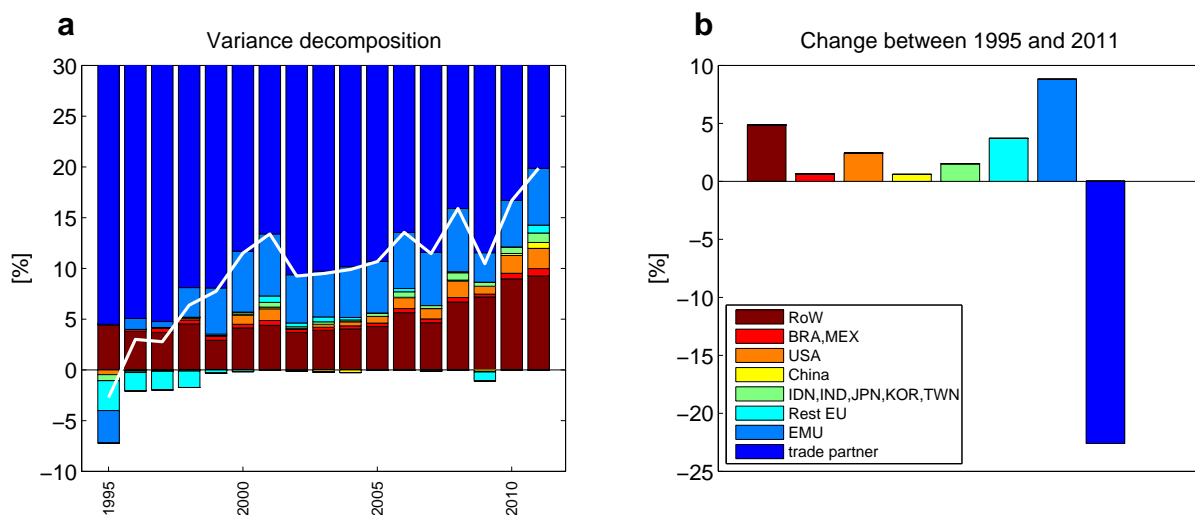 a
Variance decomposition
30
25
20
15
10
5
0
−5
−10
[%]
1995
2000
2005
2010
b
Change between 1995 and 2011
10
5
0
−5
−10
−15
−20
−25
[%]
RoW
BRA,MEX
USA
China
IDN,IND,JPN,KOR,TWN
Rest EU
EMU
trade partner